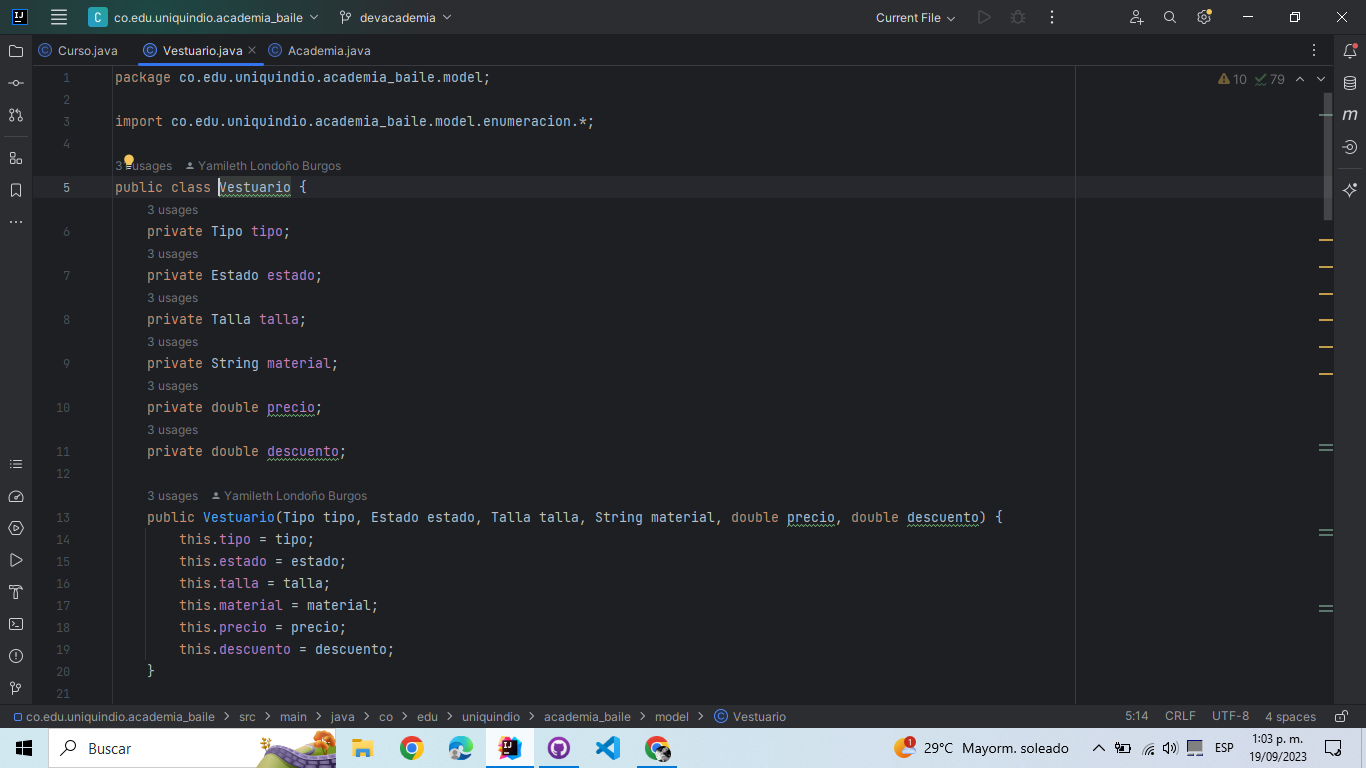 co.edu.uniquindio.academia_baile devacademia Current File
Curso.java Vestuario.java Academia.java
1 package co.edu.uniquindio.academia_baile.model; 10 79
2
3 import co.edu.uniquindio.academia_baile.model.enumeracion.*;
4
3 usages Yamileth Londoño Burgos
5 public class Vestuario {
3 usages
6 private Tipo tipo;
3 usages
7 private Estado estado;
3 usages
8 private Talla talla;
3 usages
9 private String material;
3 usages
10 private double precio;
3 usages
11 private double descuento;
12
3 usages Yamileth Londoño Burgos
13 public Vestuario(Tipo tipo, Estado estado, Talla talla, String material, double precio, double descuento) {
14 this.tipo = tipo;
15 this.estado = estado;
16 this.talla = talla;
17 this.material = material;
18 this.precio = precio;
19 this.descuento = descuento;
20 }
21
co.edu.uniquindio.academia_baile > src > main > java > co > edu > uniquindio > academia_baile > model > Vestuario 5:14 CRLF UTF-8 4 spaces
Buscar 29°C Mayorm. soleado ESP 1:03 p. m.
19/09/2023